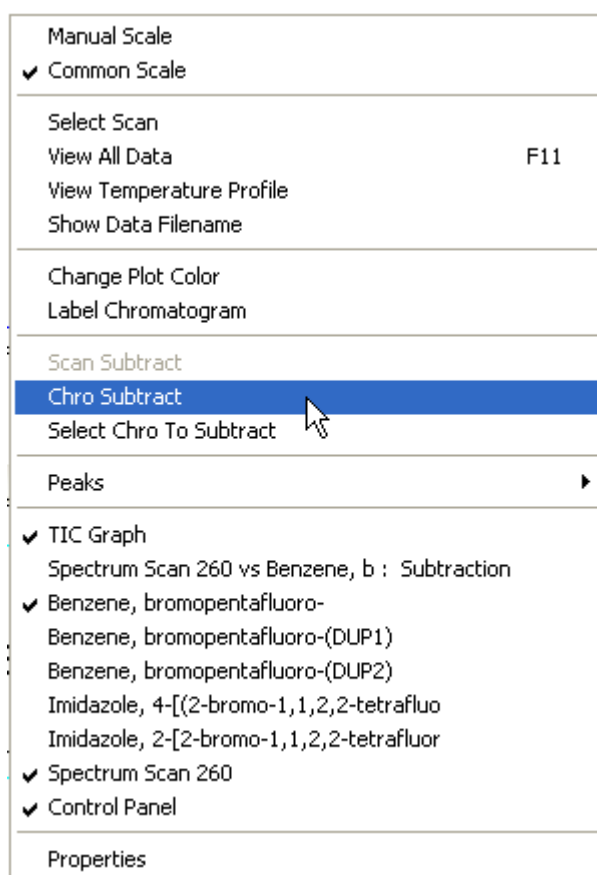 Manual Scale
Common Scale
Select Scan
View All Data F11
View Temperature Profile
Show Data Filename
Change Plot Color
Label Chromatogram
Scan Subtract
Chro Subtract
Select Chro To Subtract
Peaks
TIC Graph
Spectrum Scan 260 vs Benzene, b : Subtraction
Benzene, bromopentafluoro-
Benzene, bromopentafluoro-(DUP1)
Benzene, bromopentafluoro-(DUP2)
Imidazole, 4-[(2-bromo-1,1,2,2-tetrafluo
Imidazole, 2-[2-bromo-1,1,2,2-tetrafluor
Spectrum Scan 260
Control Panel
Properties